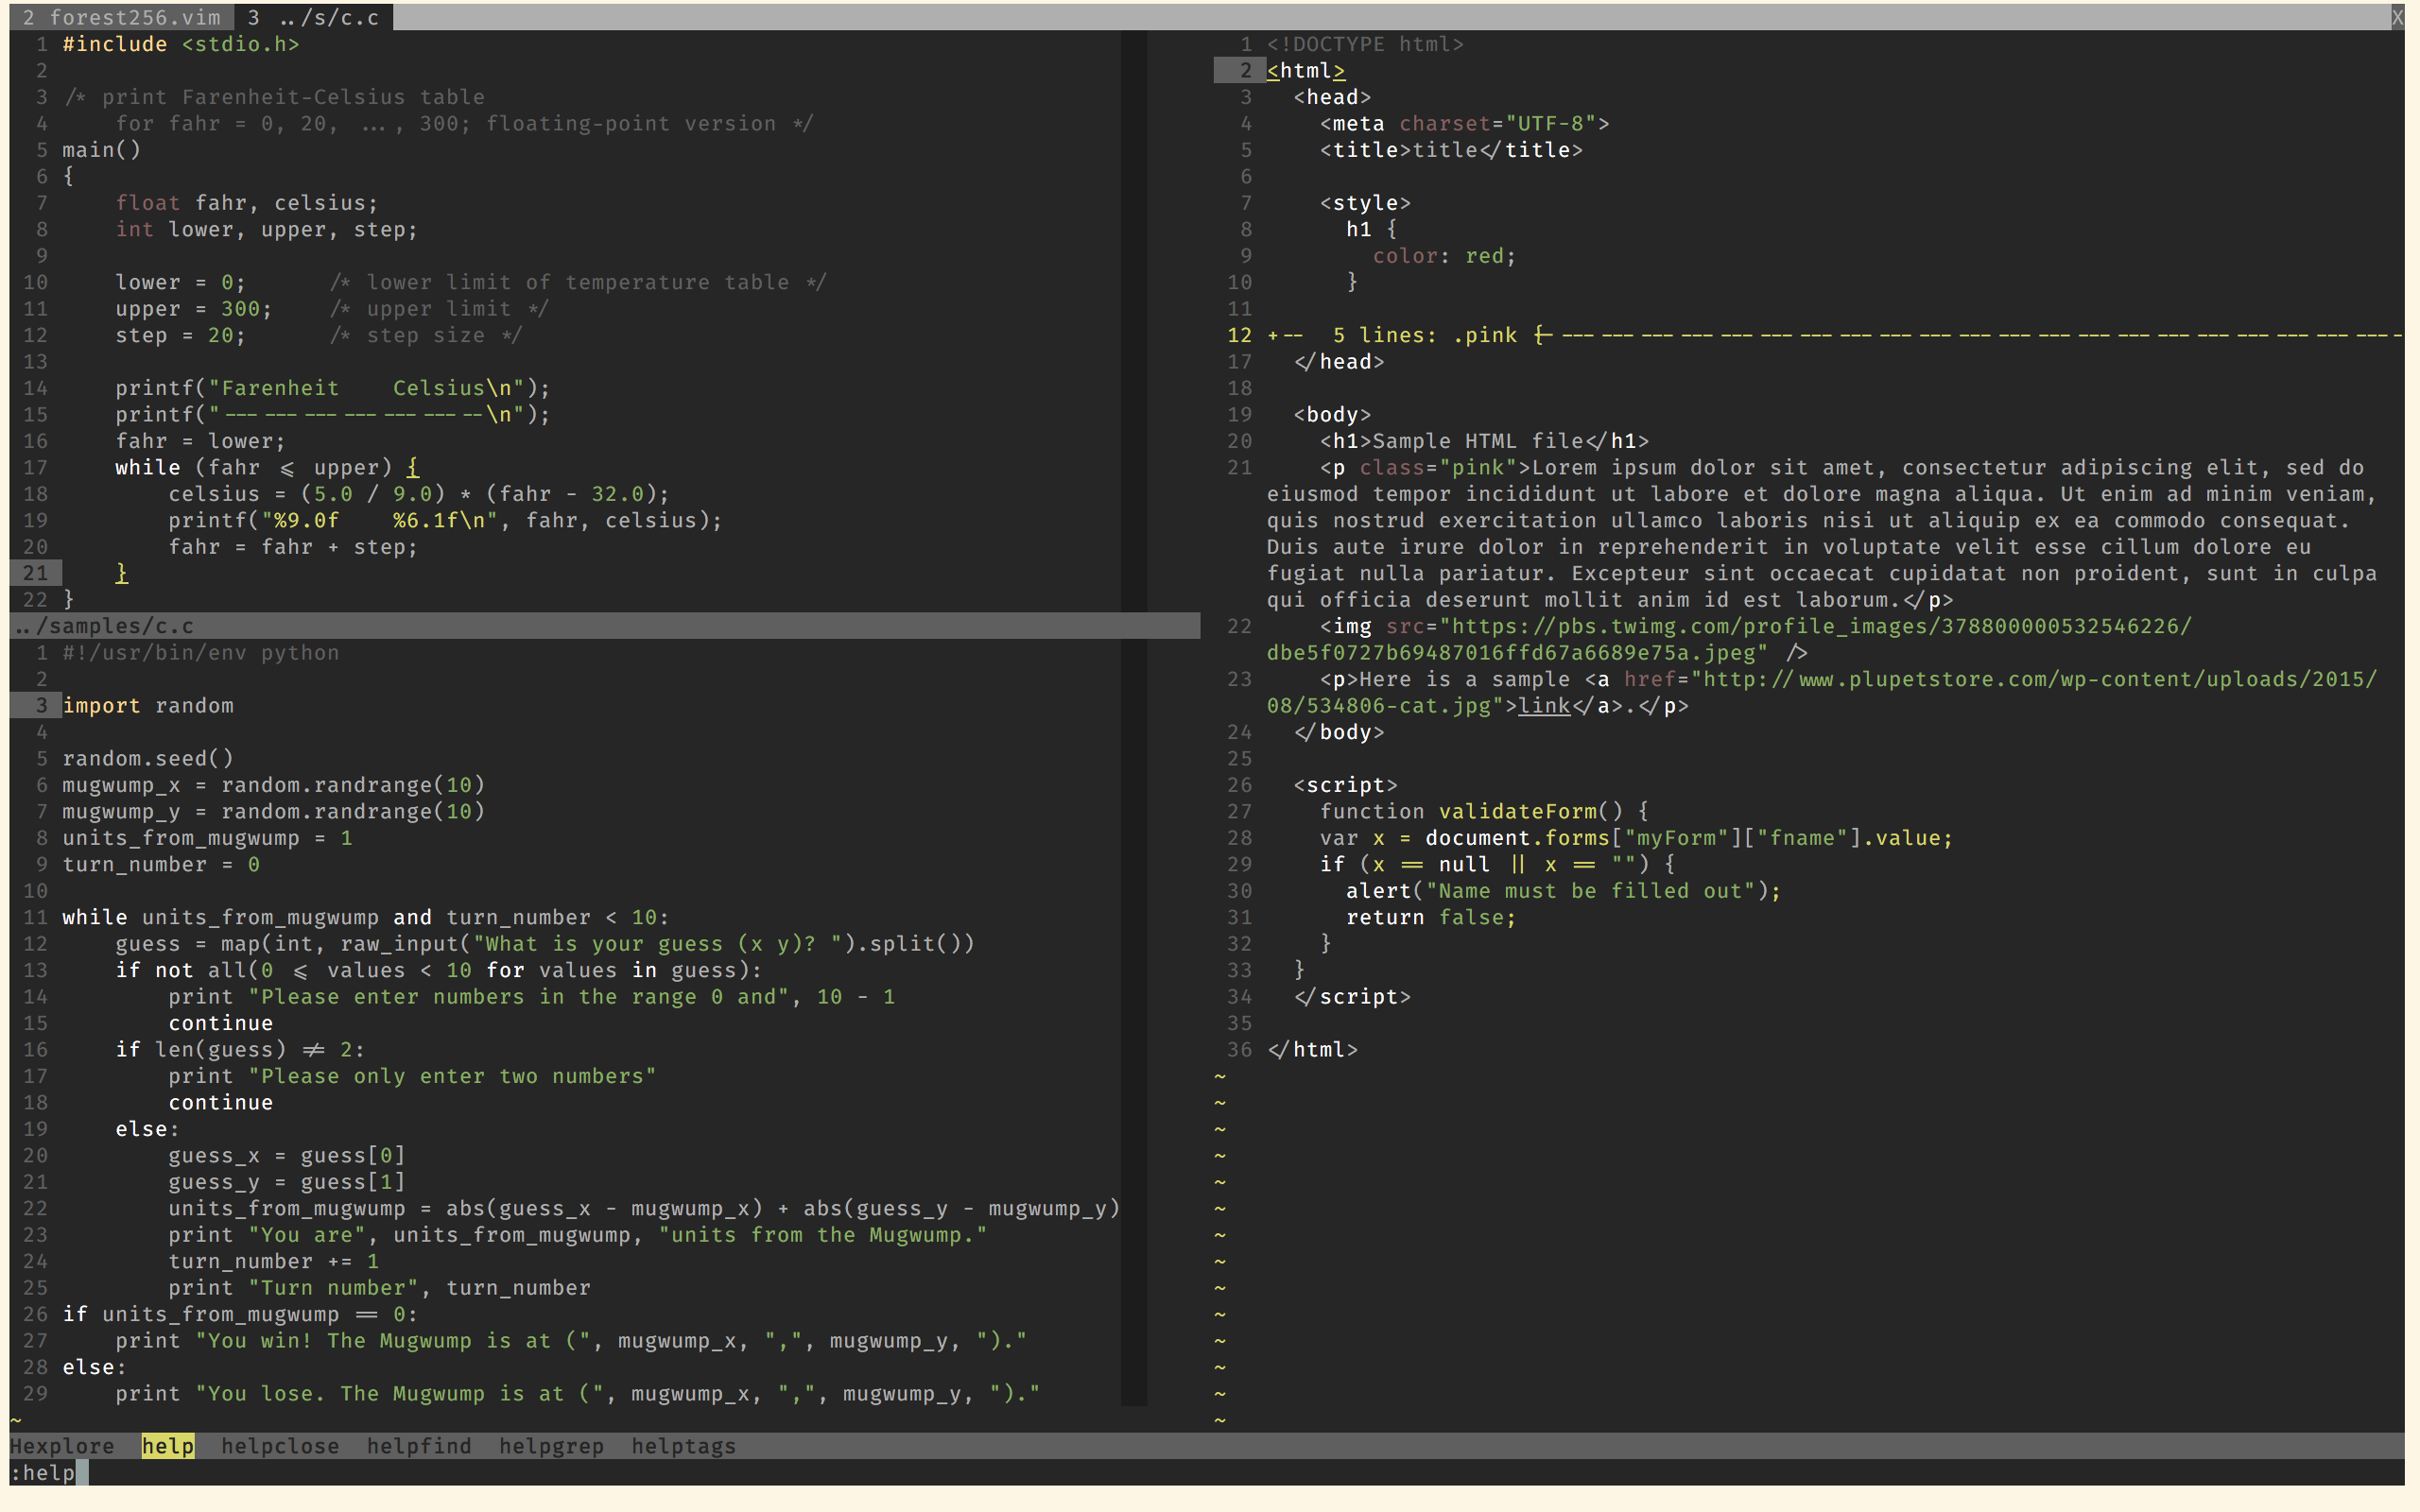 2 forest256.vim  3 ../s/c.c X
1 #include <stdio.h>
2
3 /* print Farenheit-Celsius table
4     for fahr = 0, 20, ..., 300; floating-point version */
5 main()
6 {
7     float fahr, celsius;
8     int lower, upper, step;
9
10     lower = 0;      /* lower limit of temperature table */
11     upper = 300;    /* upper limit */
12     step = 20;      /* step size */
13
14     printf("Farenheit    Celsius\n");
15     printf("--------------------\n");
16     fahr = lower;
17     while (fahr <= upper) {
18         celsius = (5.0 / 9.0) * (fahr - 32.0);
19         printf("%9.0f    %6.1f\n", fahr, celsius);
20         fahr = fahr + step;
21     }
22 }
../samples/c.c
1 #!/usr/bin/env python
2
3 import random
4
5 random.seed()
6 mugwump_x = random.randrange(10)
7 mugwump_y = random.randrange(10)
8 units_from_mugwump = 1
9 turn_number = 0
10
11 while units_from_mugwump and turn_number < 10:
12     guess = map(int, raw_input("What is your guess (x y)? ").split())
13     if not all(0 <= values < 10 for values in guess):
14         print "Please enter numbers in the range 0 and", 10 - 1
15         continue
16     if len(guess) != 2:
17         print "Please only enter two numbers"
18         continue
19     else:
20         guess_x = guess[0]
21         guess_y = guess[1]
22         units_from_mugwump = abs(guess_x - mugwump_x) + abs(guess_y - mugwump_y)
23         print "You are", units_from_mugwump, "units from the Mugwump."
24         turn_number += 1
25         print "Turn number", turn_number
26 if units_from_mugwump == 0:
27     print "You win! The Mugwump is at (", mugwump_x, ",", mugwump_y, ")."
28 else:
29     print "You lose. The Mugwump is at (", mugwump_x, ",", mugwump_y, ")."
~
1 <!DOCTYPE html>
2 <html>
3   <head>
4     <meta charset="UTF-8">
5     <title>title</title>
6
7     <style>
8       h1 {
9         color: red;
10       }
11
12 +--  5 lines: .pink {----------------------------------------------------------------
17   </head>
18
19   <body>
20     <h1>Sample HTML file</h1>
21     <p class="pink">Lorem ipsum dolor sit amet, consectetur adipiscing elit, sed do
eiusmod tempor incididunt ut labore et dolore magna aliqua. Ut enim ad minim veniam,
quis nostrud exercitation ullamco laboris nisi ut aliquip ex ea commodo consequat.
Duis aute irure dolor in reprehenderit in voluptate velit esse cillum dolore eu
fugiat nulla pariatur. Excepteur sint occaecat cupidatat non proident, sunt in culpa
qui officia deserunt mollit anim id est laborum.</p>
22     <img src="https://pbs.twimg.com/profile_images/378800000532546226/
dbe5f0727b69487016ffd67a6689e75a.jpeg" />
23     <p>Here is a sample <a href="http://www.plupetstore.com/wp-content/uploads/2015/
08/534806-cat.jpg">link</a>.</p>
24   </body>
25
26   <script>
27     function validateForm() {
28     var x = document.forms["myForm"]["fname"].value;
29     if (x == null || x == "") {
30       alert("Name must be filled out");
31       return false;
32     }
33   }
34   </script>
35
36 </html>
~
~
~
~
~
~
~
~
~
~
~
~
~
~
Hexplore  help  helpclose  helpfind  helpgrep  helptags
:help